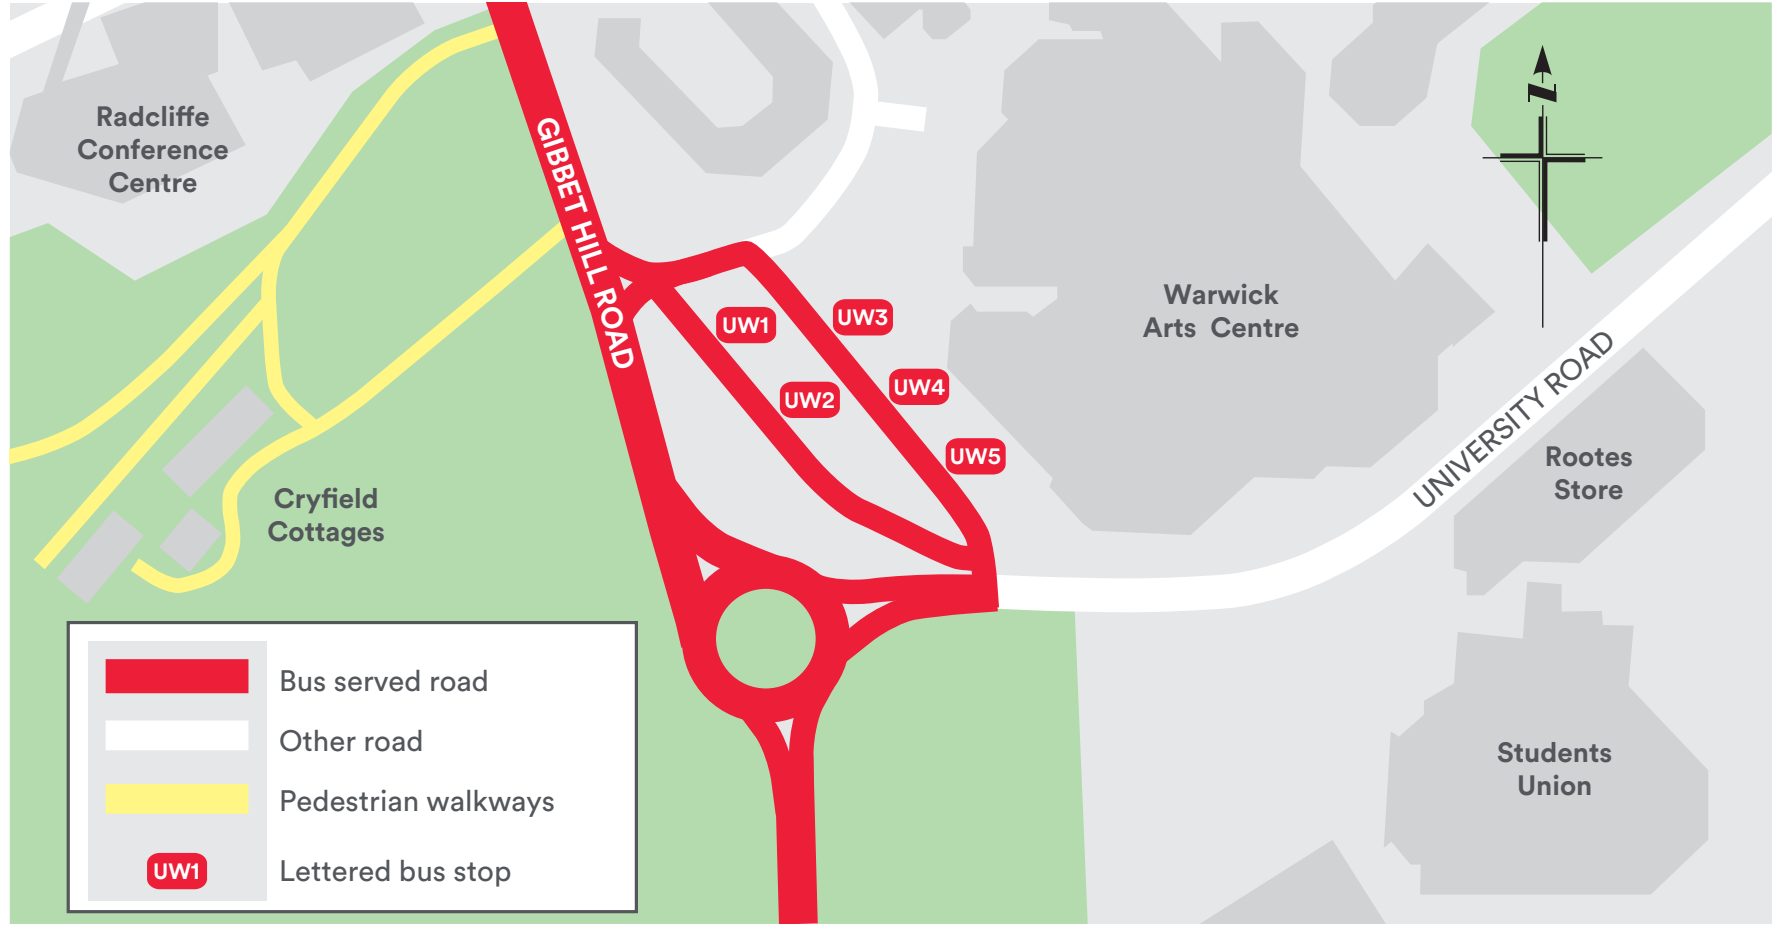 Radcliffe
Conference
Centre
GIBBET HILL ROAD
N
UW1
UW3
Warwick
Arts Centre
UW4
UW2
UNIVERSITY ROAD
UW5
Rootes
Store
Cryfield
Cottages
Students
Union
Bus served road
Other road
Pedestrian walkways
UW1
Lettered bus stop